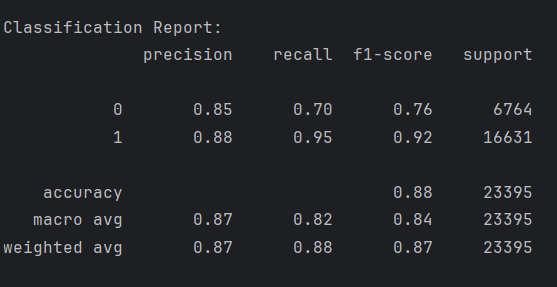 Classification Report:
precision recall f1-score support
0 0.85 0.70 0.76 6764
1 0.88 0.95 0.92 16631
accuracy 0.88 23395
macro avg 0.87 0.82 0.84 23395
weighted avg 0.87 0.88 0.87 23395